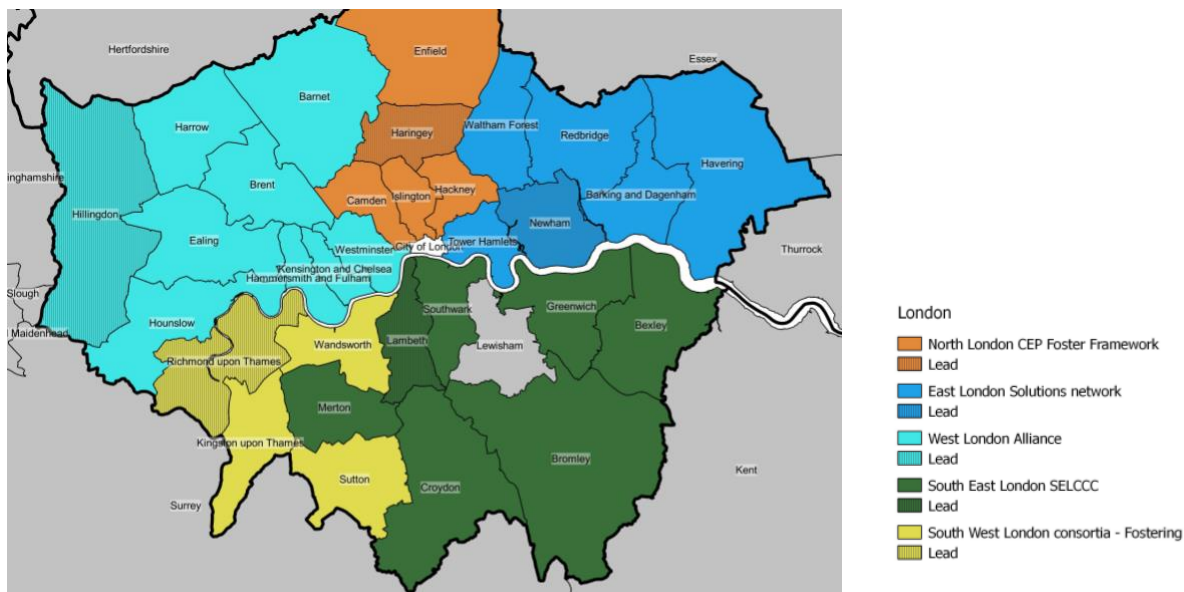 Hertfordshire
Enfield
Essex
Barnet
Harrow
Haringey
Waltham Forest
Redbridge
Havering
inghamshire
Brent
Camden
Islington
Hackney
Barking and Dagenham
Hillingdon
Newham
Ealing
Westminster
City of London
Tower Hamlets
Thurrock
Kensington and Chelsea
Hammersmith and Fulham
Slough
Hounslow
Southwark
Greenwich
Bexley
Maidenhead
Wandsworth
Lambeth
Lewisham
Richmond upon Thames
Merton
Kingston upon Thames
Bromley
Kent
Sutton
Croydon
Surrey
London
North London CEP Foster Framework
Lead
East London Solutions network
Lead
West London Alliance
Lead
South East London SELCCC
Lead
South West London consortia - Fostering
Lead